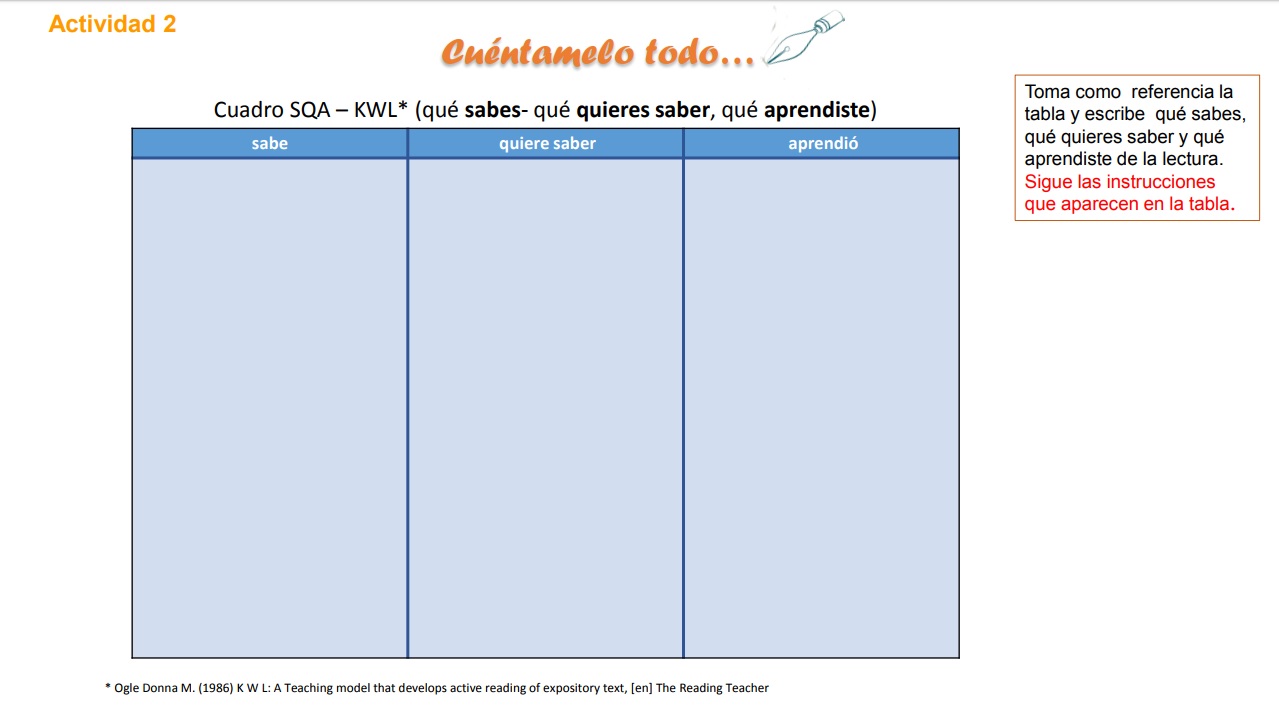 Actividad 2
Cuéntamelo todo...
Cuadro SQA – KWL* (qué sabes- qué quieres saber, qué aprendiste)
sabe quiere saber aprendió
Toma como referencia la
tabla y escribe qué sabes,
qué quieres saber y qué
aprendiste de la lectura.
Sigue las instrucciones
que aparecen en la tabla.
* Ogle Donna M. (1986) K W L: A Teaching model that develops active reading of expository text, [en] The Reading Teacher